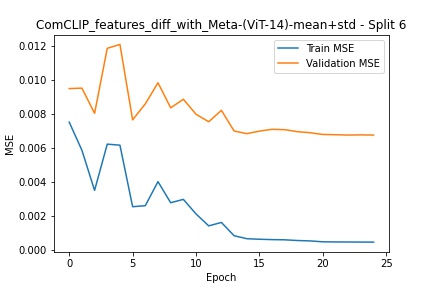 ComCLIP_features_diff_with_Meta-(ViT-14)-mean+std - Split 6
Train MSE
Validation MSE
0.012
0.010
0.008
0.006
0.004
0.002
0.000
MSE
0 5 10 15 20 25
Epoch